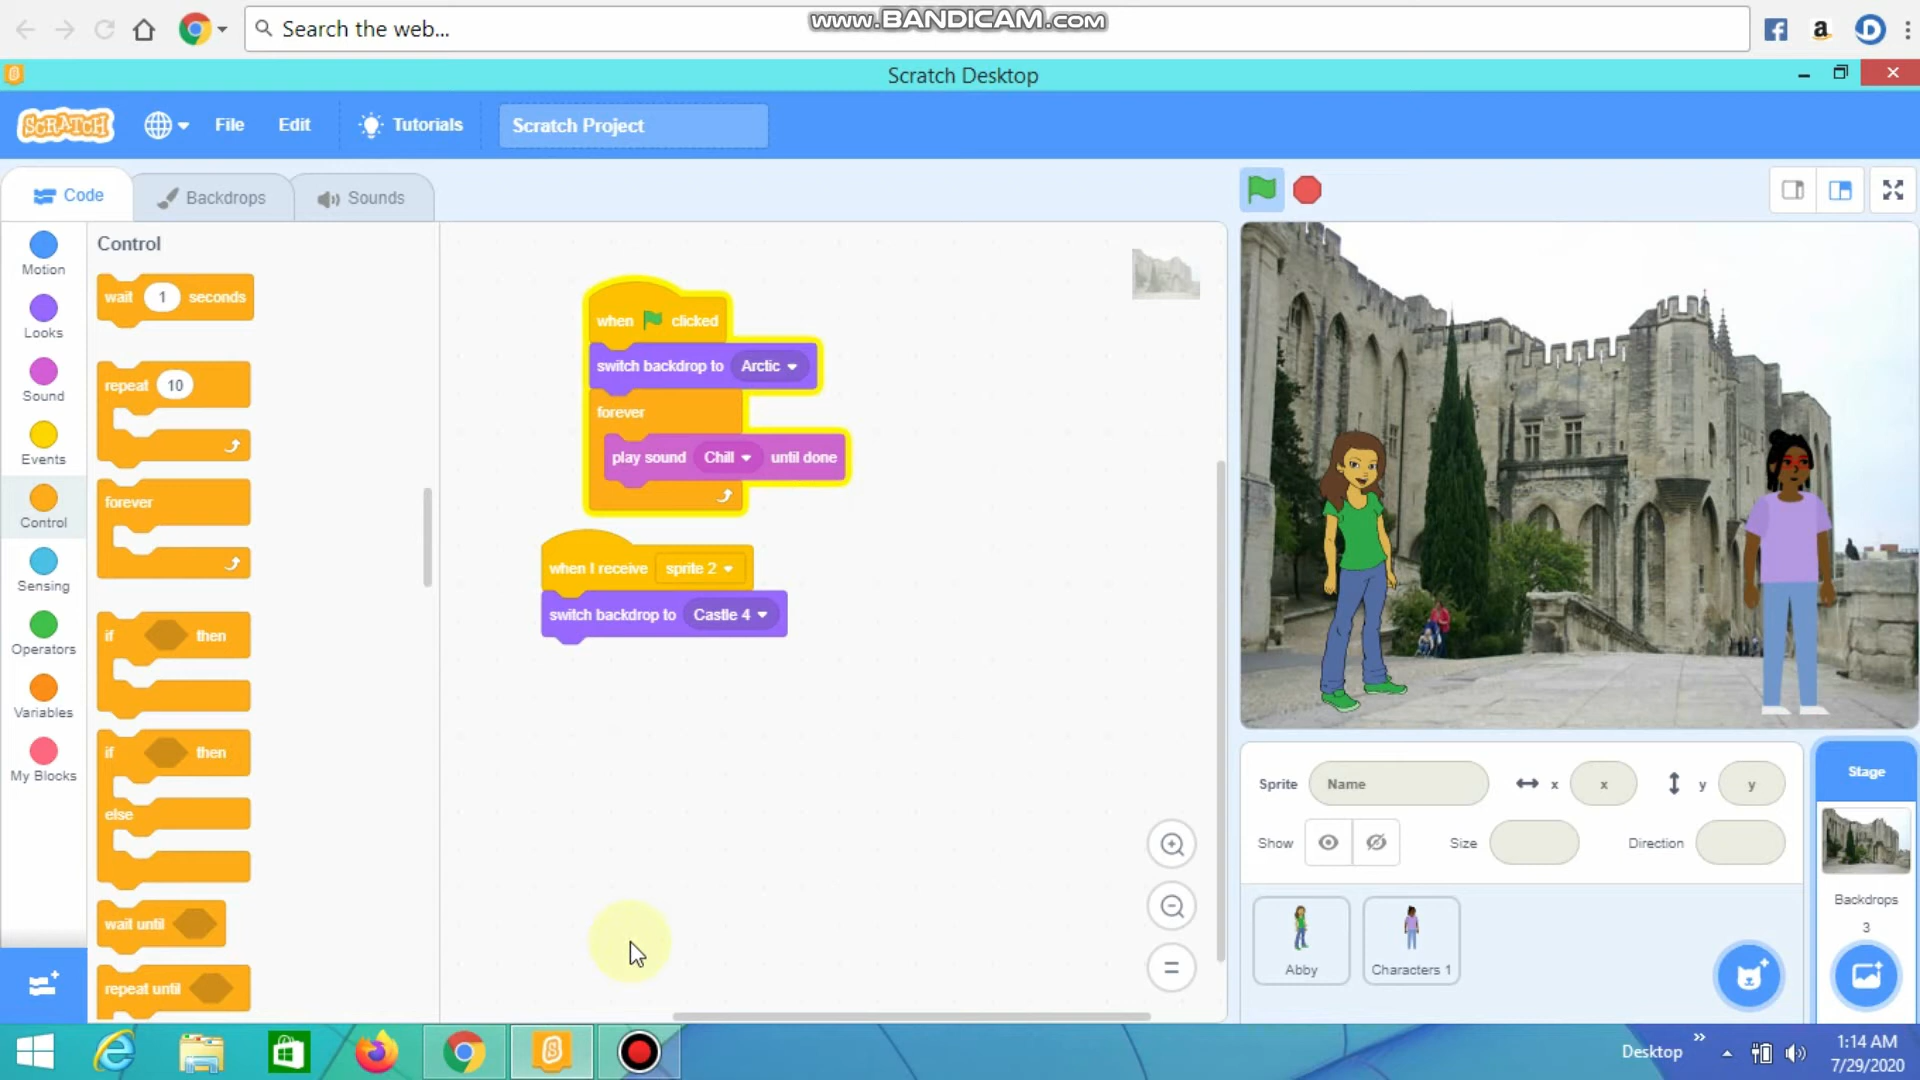 Search the web...
www.BANDICAM.com
a
D
Scratch Desktop
SCRATCH
File
Edit
Tutorials
Scratch Project
Code
Backdrops
Sounds
Motion
Looks
Sound
Events
Control
Sensing
Operators
Variables
My Blocks
Control
wait 1 seconds
repeat 10
forever
if then
if then
else
wait until
repeat until
when clicked
switch backdrop to Arctic
forever
play sound Chill until done
when I receive sprite 2
switch backdrop to Castle 4
Sprite Name x x y y
Show Size Direction
Abby
Characters 1
Stage
Backdrops
3
Desktop
1:14 AM
7/29/2020